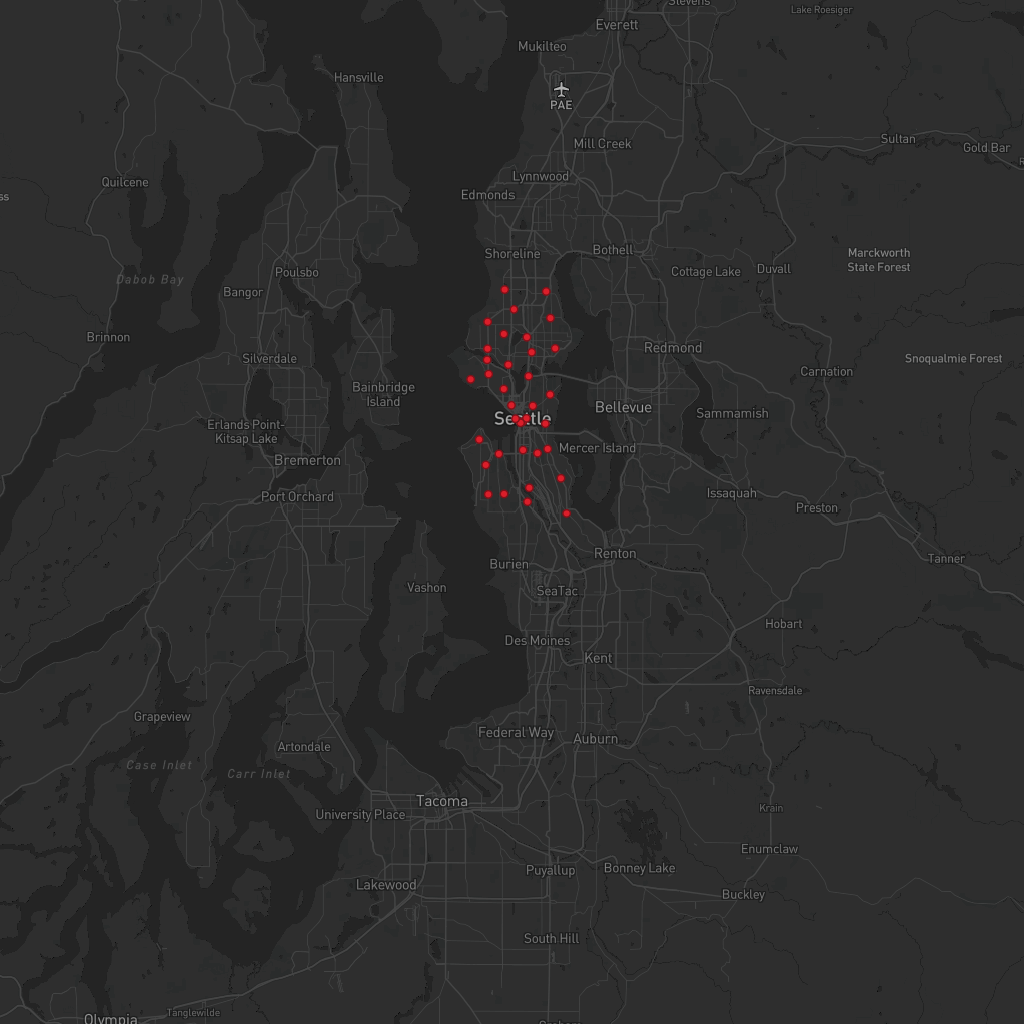 Stevens
Lake Roesiger
Everett
Mukilteo
Hansville
PAE
Sultan
Mill Creek
Gold Bar
Quilcene
Lynnwood
Edmonds
ss
Shoreline
Bothell
Marckworth
State Forest
Poulsbo
Cottage Lake
Duvall
Dabob Bay
Bangor
Brinnon
Redmond
Silverdale
Snoqualmie Forest
Carnation
Bainbridge
Island
Bellevue
Sammamish
Seattle
Erlands Point-
Kitsap Lake
Mercer Island
Bremerton
Issaquah
Port Orchard
Preston
Renton
Tanner
Burien
Vashon
SeaTac
Hobart
Des Moines
Kent
Ravensdale
Grapeview
Federal Way
Auburn
Artondale
Case Inlet
Carr Inlet
Tacoma
Krain
University Place
Enumclaw
Puyallup
Bonney Lake
Lakewood
Buckley
South Hill
Tanglewilde
Olympia